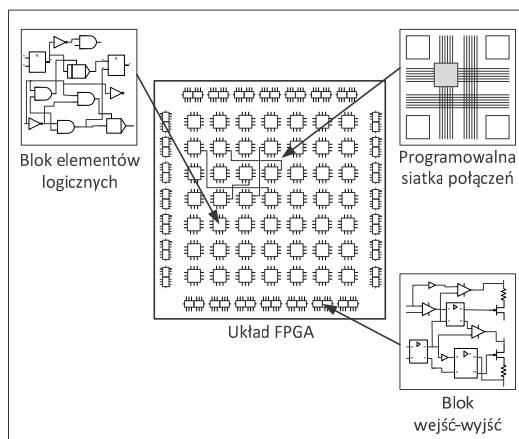 Blok elementów
logicznych
Programowalna
siatka połączeń
Układ FPGA
Blok
wejść-wyjść